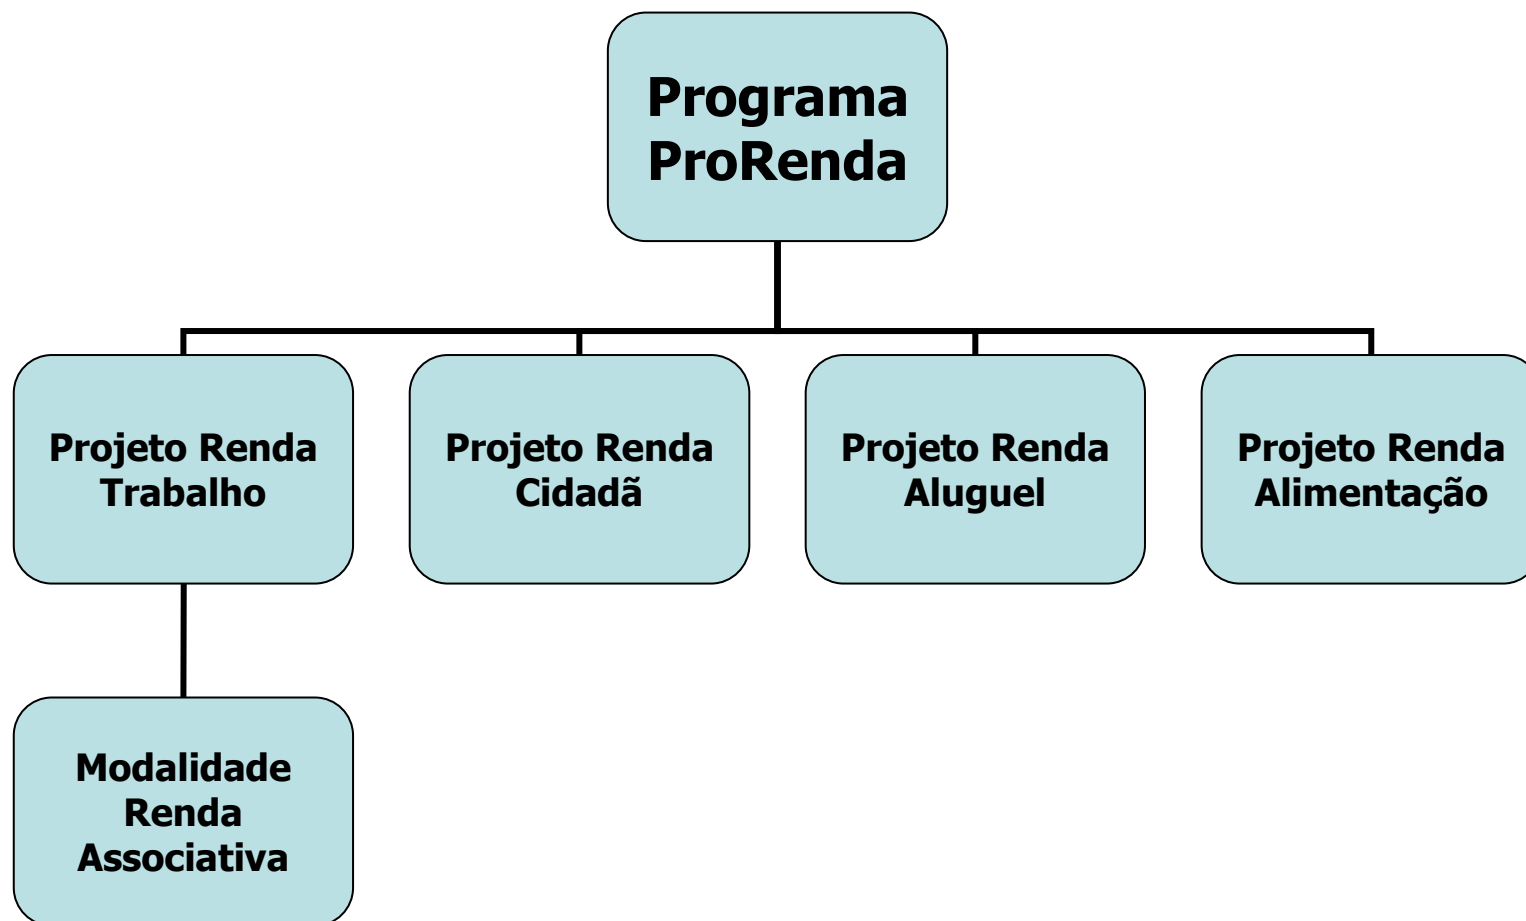 Programa
ProRenda
Projeto Renda
Trabalho
Projeto Renda
Cidadã
Projeto Renda
Aluguel
Projeto Renda
Alimentação
Modalidade
Renda
Associativa